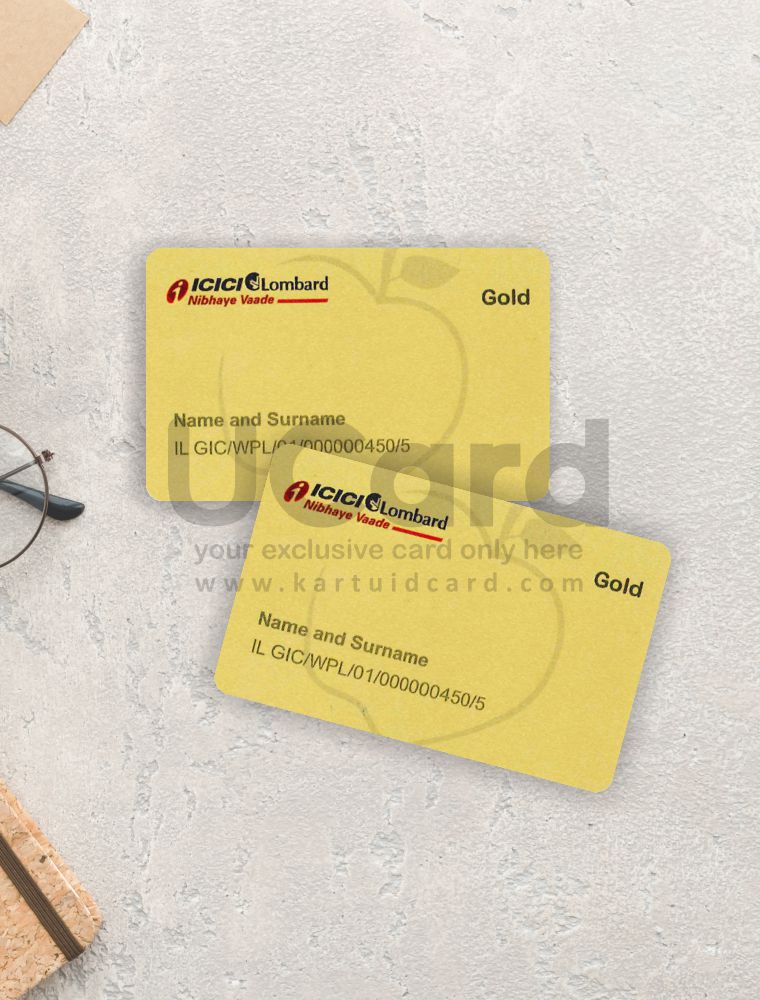 ICICI Lombard
Nibhaye Vaade
Gold
Name and Surname
IL GIC/WPL/01/000000450/5
UCard
your exclusive card only here
www.kartuidcard.com
ICICI Lombard
Nibhaye Vaade
Gold
Name and Surname
IL GIC/WPL/01/000000450/5